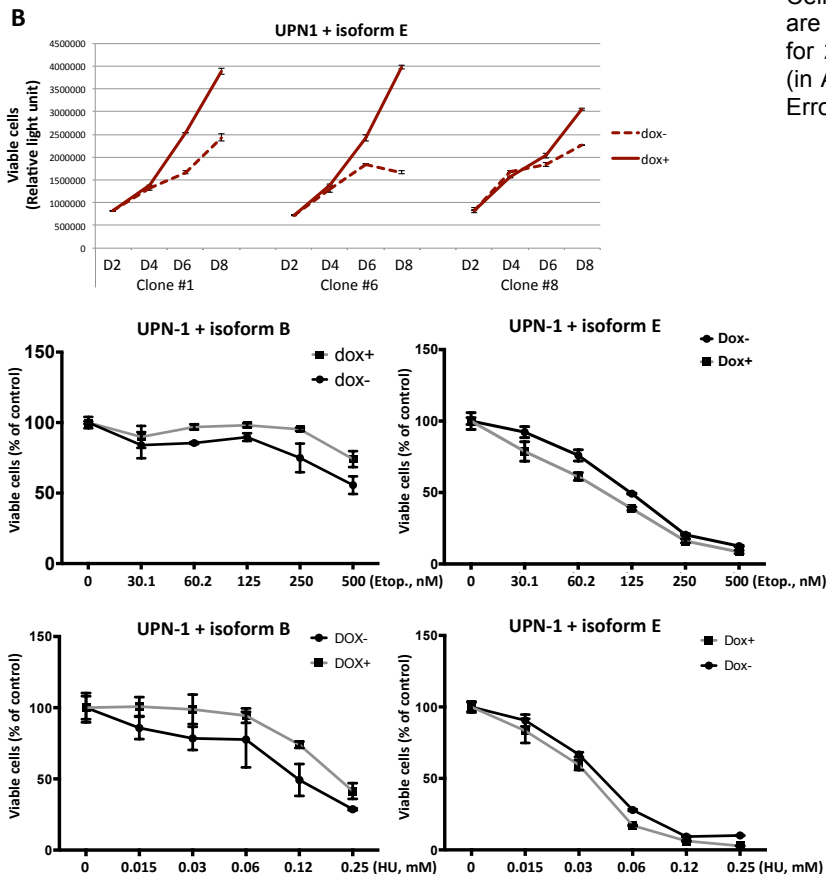 B
UPN1 + isoform E
Viable cells
(Relative light unit)
4500000
4000000
3500000
3000000
2500000
2000000
1500000
1000000
500000
0
D2 D4 D6 D8 D2 D4 D6 D8 D2 D4 D6 D8
Clone #1 Clone #6 Clone #8
dox-
dox+
are
for
(in A
Erro
UPN-1 + isoform B
dox+
dox-
Viable cells (% of control)
150
100
50
0
0 30.1 60.2 125 250 500 (Etop., nM)
UPN-1 + isoform E
Dox-
Dox+
Viable cells (% of control)
150
100
50
0
0 30.1 60.2 125 250 500 (Etop., nM)
UPN-1 + isoform B
DOX-
DOX+
Viable cells (% of control)
150
100
50
0
0 0.015 0.03 0.06 0.12 0.25 (HU, mM)
UPN-1 + isoform E
Dox+
Dox-
Viable cells (% of control)
150
100
50
0
0 0.015 0.03 0.06 0.12 0.25 (HU, mM)